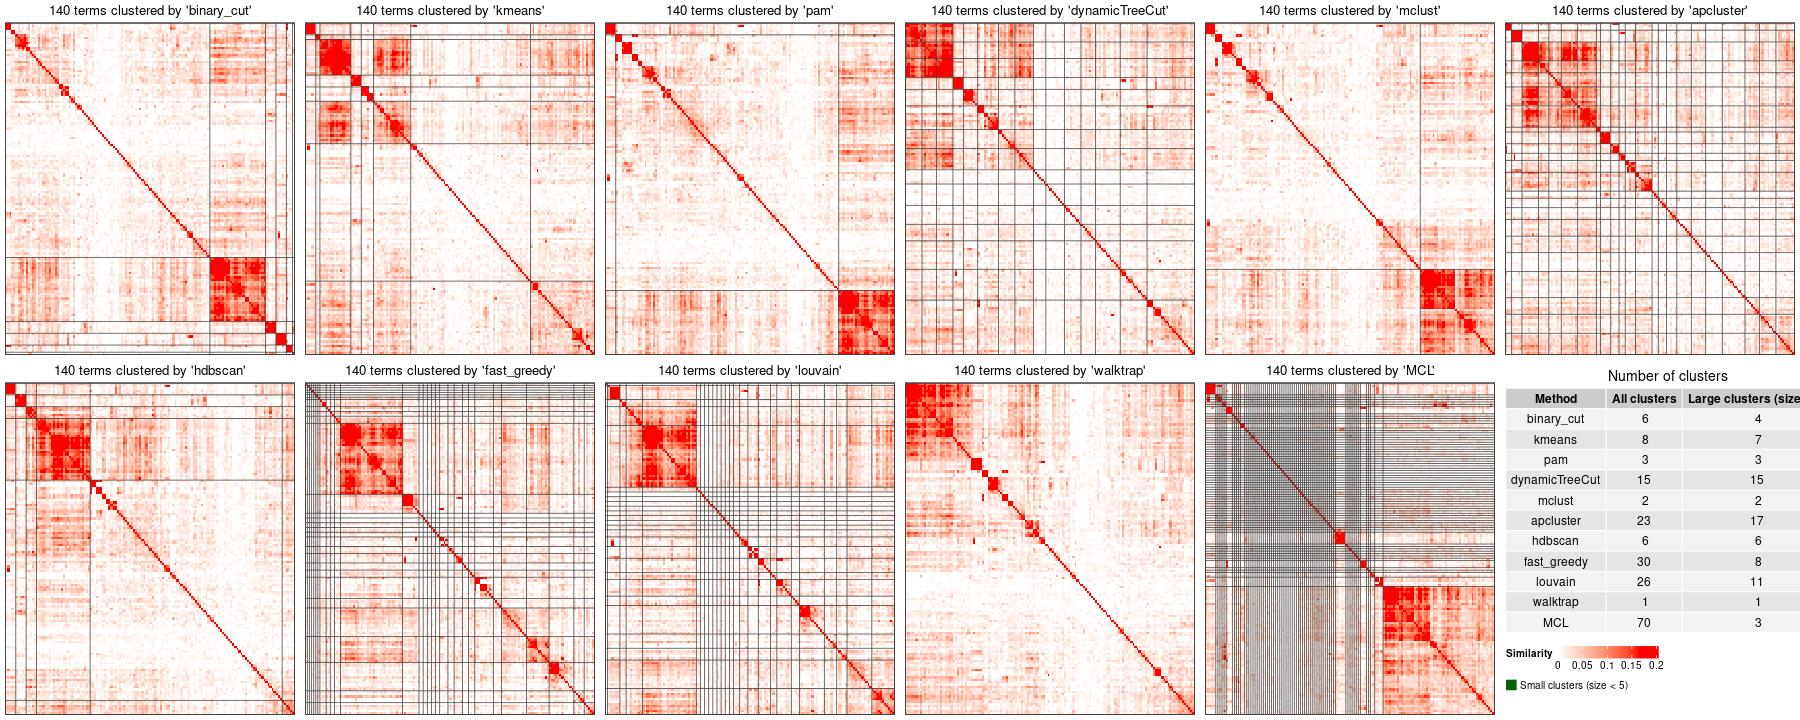 140 terms clustered by 'binary_cut'
140 terms clustered by 'kmeans'
140 terms clustered by 'pam'
140 terms clustered by 'dynamicTreeCut'
140 terms clustered by 'mclust'
140 terms clustered by 'apcluster'
140 terms clustered by 'hdbscan'
140 terms clustered by 'fast_greedy'
140 terms clustered by 'louvain'
140 terms clustered by 'walktrap'
140 terms clustered by 'MCL'
Number of clusters
Method All clusters Large clusters (size
binary_cut 6 4
kmeans 8 7
pam 3 3
dynamicTreeCut 15 15
mclust 2 2
apcluster 23 17
hdbscan 6 6
fast_greedy 30 8
louvain 26 11
walktrap 1 1
MCL 70 3
Similarity
0 0.05 0.1 0.15 0.2
Small clusters (size < 5)